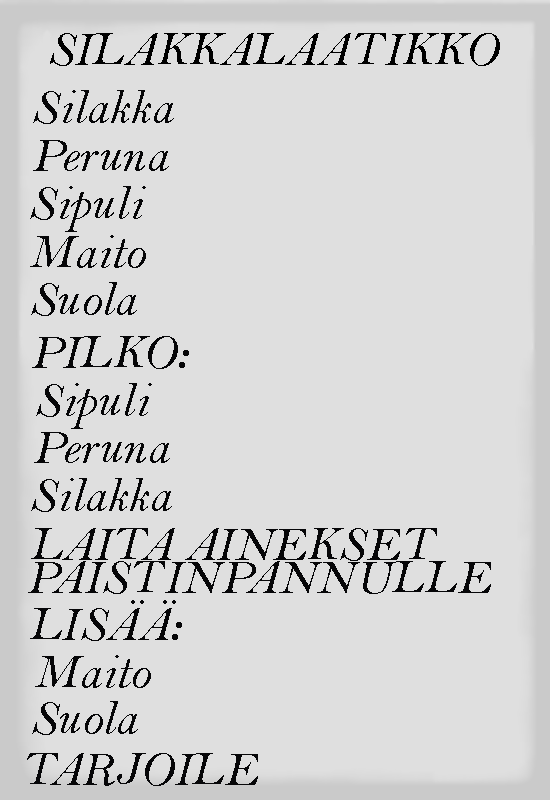 SILAKKALAATIKKO
Silakka
Peruna
Sipuli
Maito
Suola
PILKO:
Sipuli
Peruna
Silakka
LAITA AINEKSET
PAISTINPANNULLE
LISÄÄ:
Maito
Suola
TARJOILE